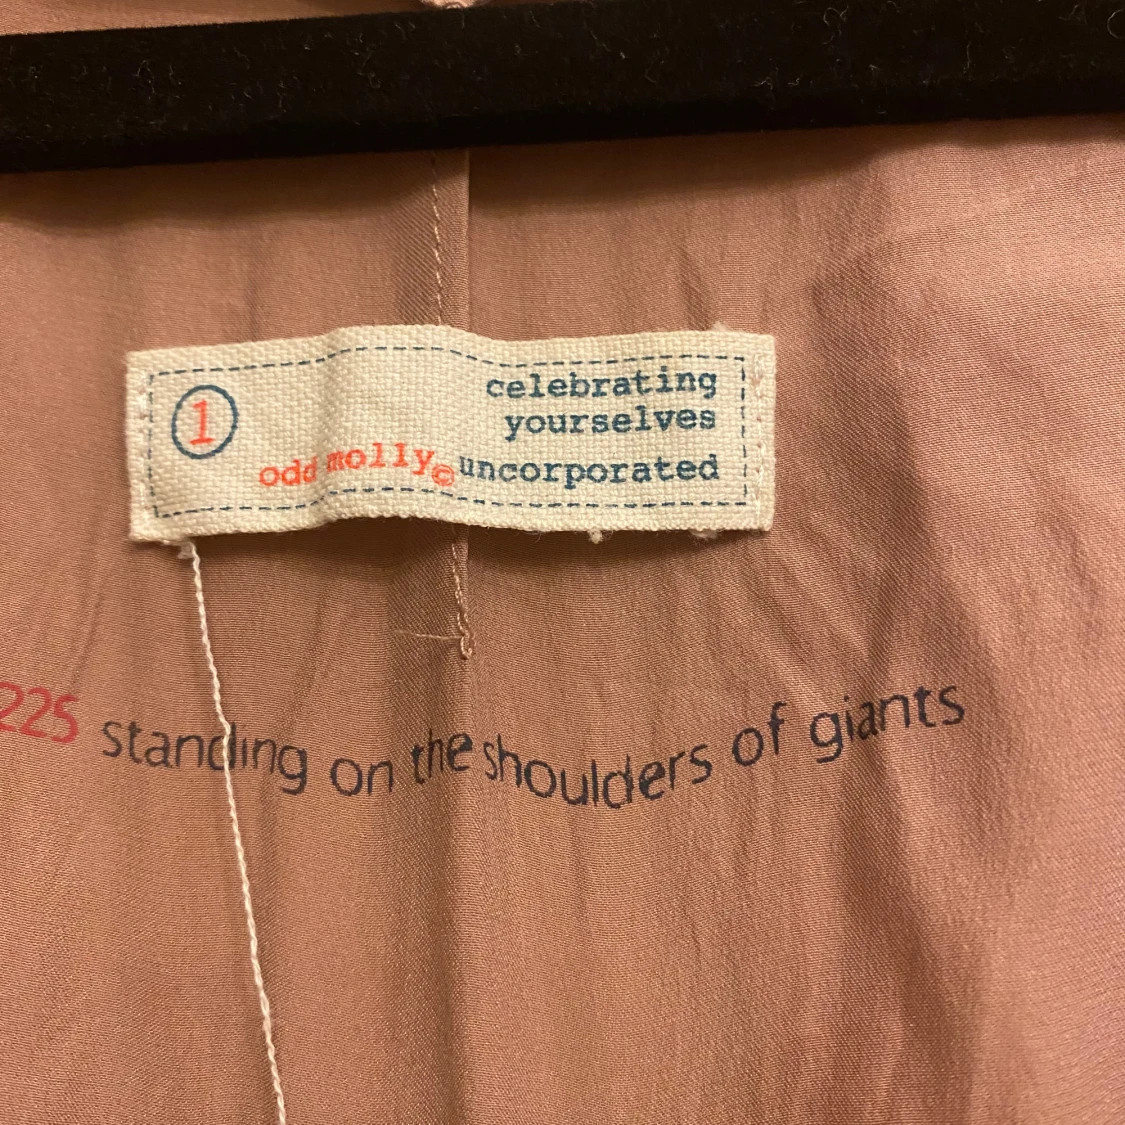 1
celebrating
yourselves
odd molly© uncorporated
225 standing on the shoulders of giants